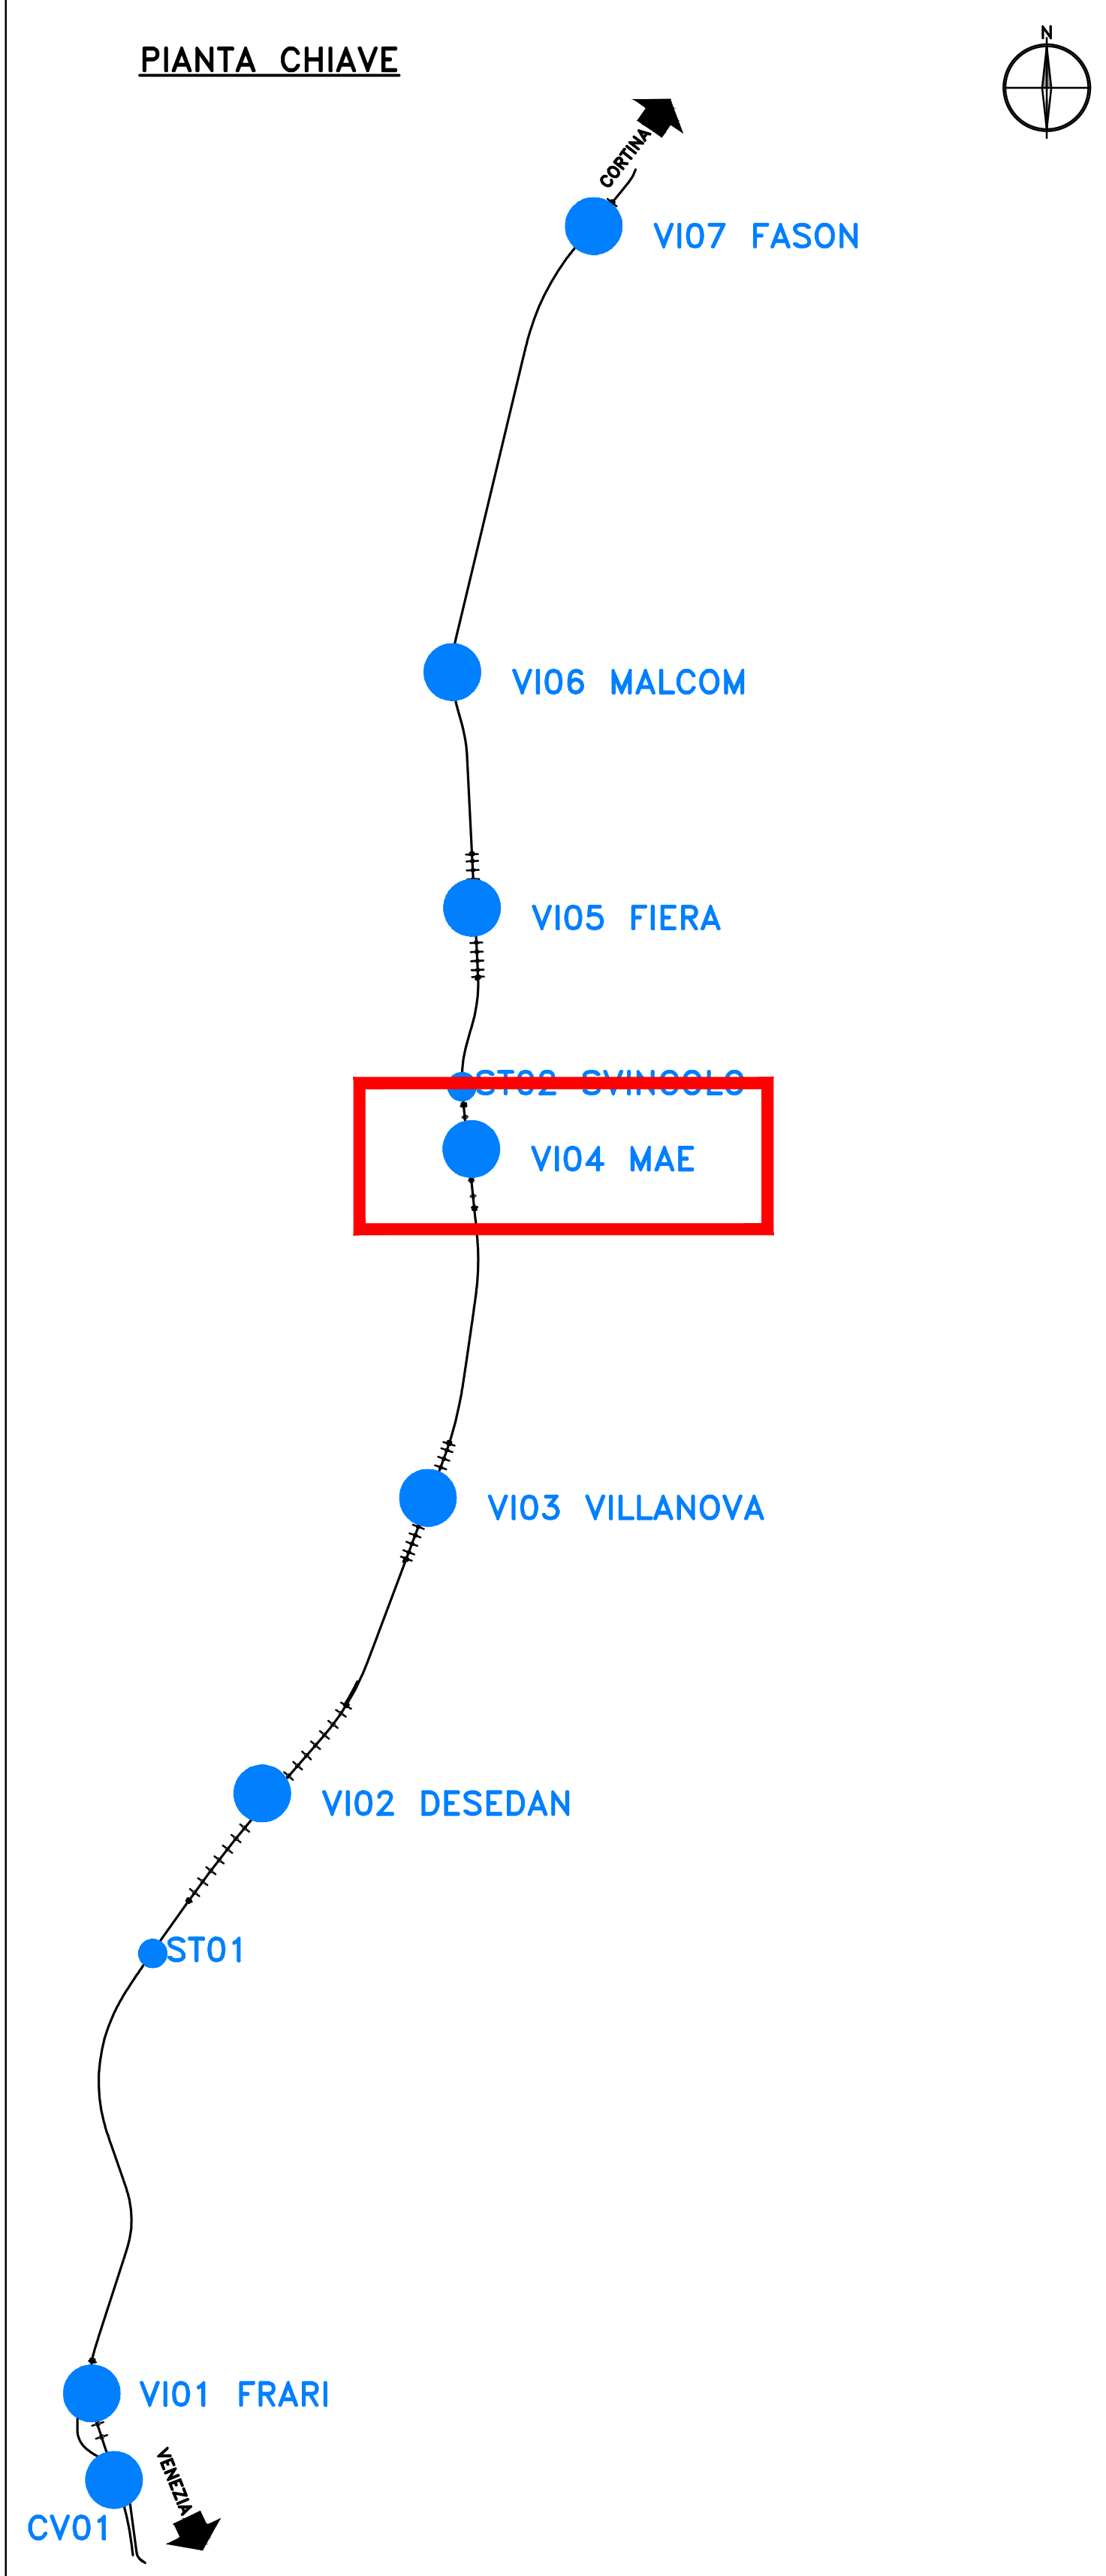 N
PIANTA CHIAVE
CORTINA
VI07 FASON
VI06 MALCOM
VI05 FIERA
ST02 SVINCOLO
VI04 MAE
VI03 VILLANOVA
VI02 DESEDAN
ST01
VI01 FRARI
VENEZIA
CV01